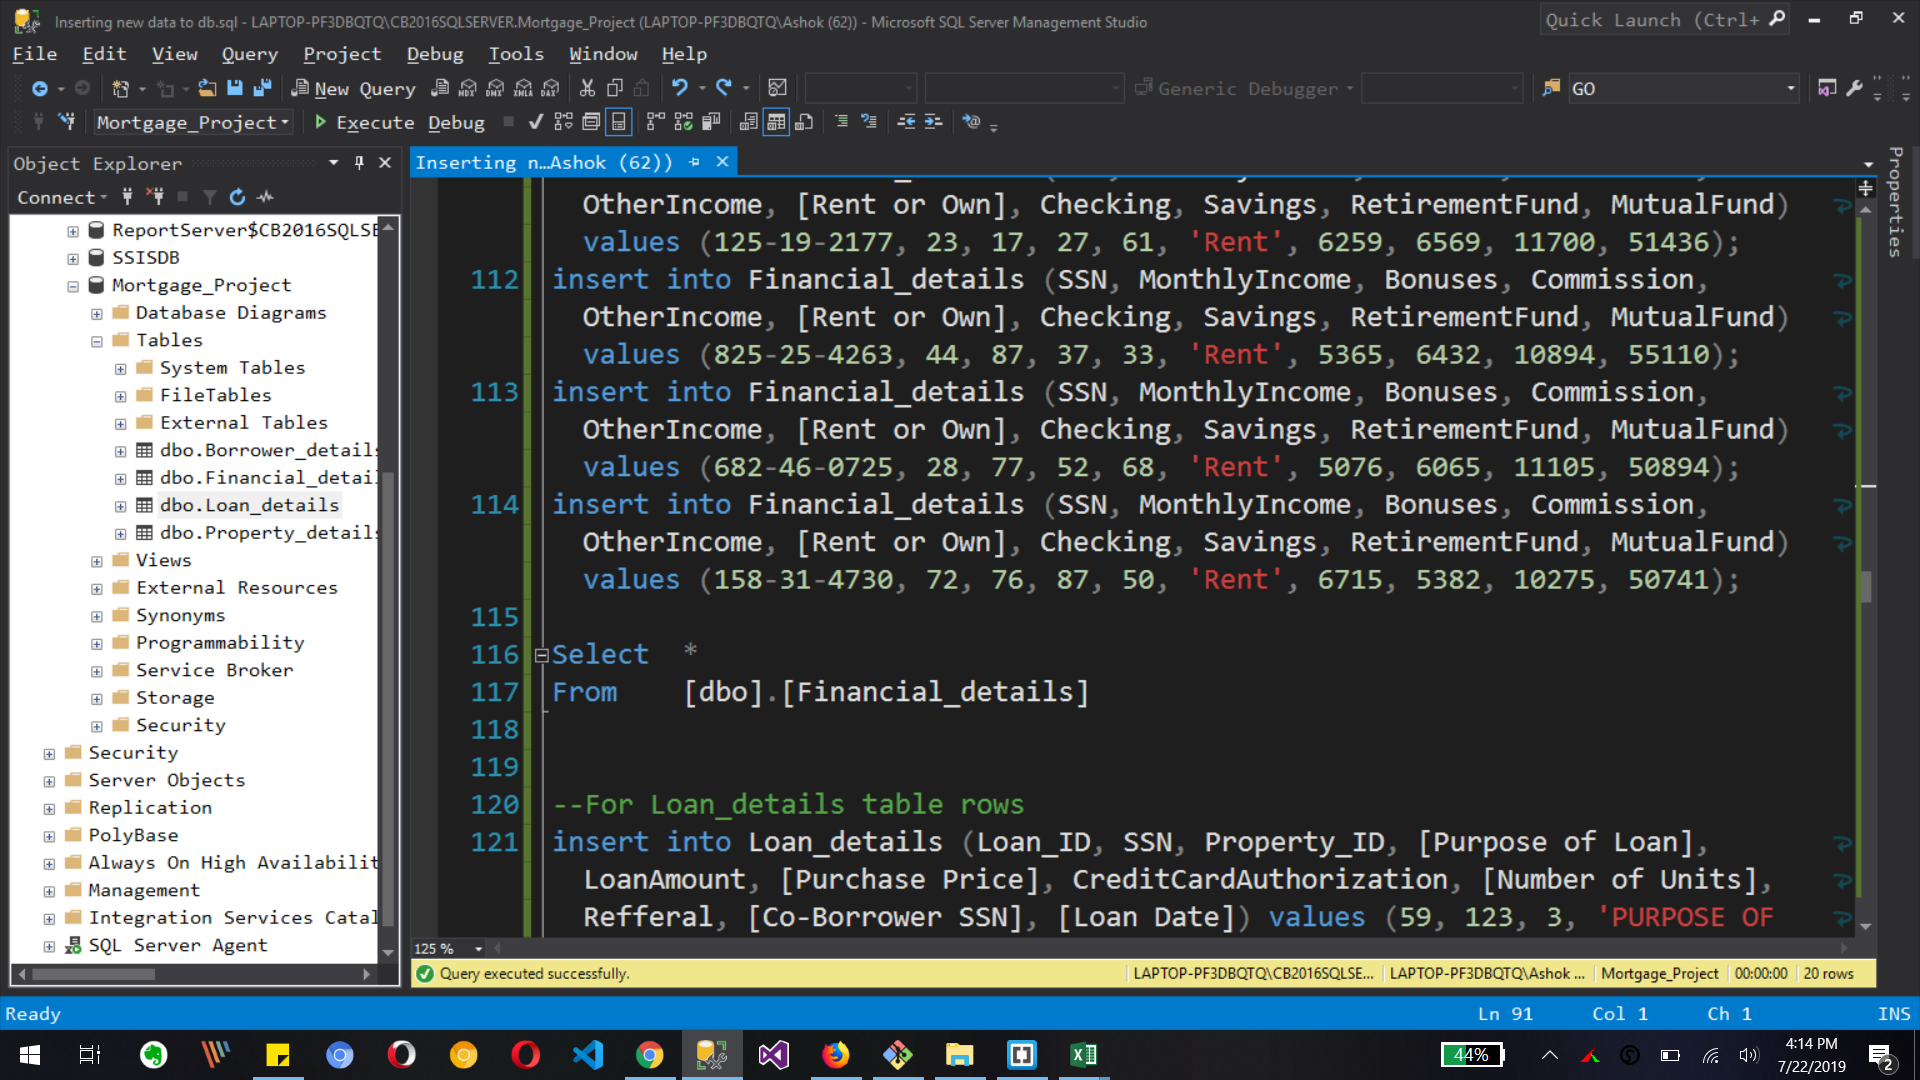 Inserting new data to db.sql - LAPTOP-PF3DBQTQ\CB2016SQLSERVER.Mortgage_Project (LAPTOP-PF3DBQTQ\Ashok (62)) - Microsoft SQL Server Management Studio
Quick Launch (Ctrl+
File Edit View Query Project Debug Tools Window Help
New Query
MDX DMX XMLA DAX
Generic Debugger
GO
Mortgage_Project
Execute Debug
Object Explorer
Inserting n…Ashok (62))
Properties
Connect
ReportServer$CB2016SQLSE
SSISDB
Mortgage_Project
Database Diagrams
Tables
System Tables
FileTables
External Tables
dbo.Borrower_details
dbo.Financial_detail
dbo.Loan_details
dbo.Property_details
Views
External Resources
Synonyms
Programmability
Service Broker
Storage
Security
Security
Server Objects
Replication
PolyBase
Always On High Availabilit
Management
Integration Services Catal
SQL Server Agent
OtherIncome, [Rent or Own], Checking, Savings, RetirementFund, MutualFund)
values (125-19-2177, 23, 17, 27, 61, 'Rent', 6259, 6569, 11700, 51436);
112 insert into Financial_details (SSN, MonthlyIncome, Bonuses, Commission,
OtherIncome, [Rent or Own], Checking, Savings, RetirementFund, MutualFund)
values (825-25-4263, 44, 87, 37, 33, 'Rent', 5365, 6432, 10894, 55110);
113 insert into Financial_details (SSN, MonthlyIncome, Bonuses, Commission,
OtherIncome, [Rent or Own], Checking, Savings, RetirementFund, MutualFund)
values (682-46-0725, 28, 77, 52, 68, 'Rent', 5076, 6065, 11105, 50894);
114 insert into Financial_details (SSN, MonthlyIncome, Bonuses, Commission,
OtherIncome, [Rent or Own], Checking, Savings, RetirementFund, MutualFund)
values (158-31-4730, 72, 76, 87, 50, 'Rent', 6715, 5382, 10275, 50741);
115
116 Select *
117 From [dbo].[Financial_details]
118
119
120 --For Loan_details table rows
121 insert into Loan_details (Loan_ID, SSN, Property_ID, [Purpose of Loan],
LoanAmount, [Purchase Price], CreditCardAuthorization, [Number of Units],
Refferal, [Co-Borrower SSN], [Loan Date]) values (59, 123, 3, 'PURPOSE OF
125 %
Query executed successfully. LAPTOP-PF3DBQTQ\CB2016SQLSE... LAPTOP-PF3DBQTQ\Ashok ... Mortgage_Project 00:00:00 20 rows
Ready Ln 91 Col 1 Ch 1 INS
44%
4:14 PM
7/22/2019
2